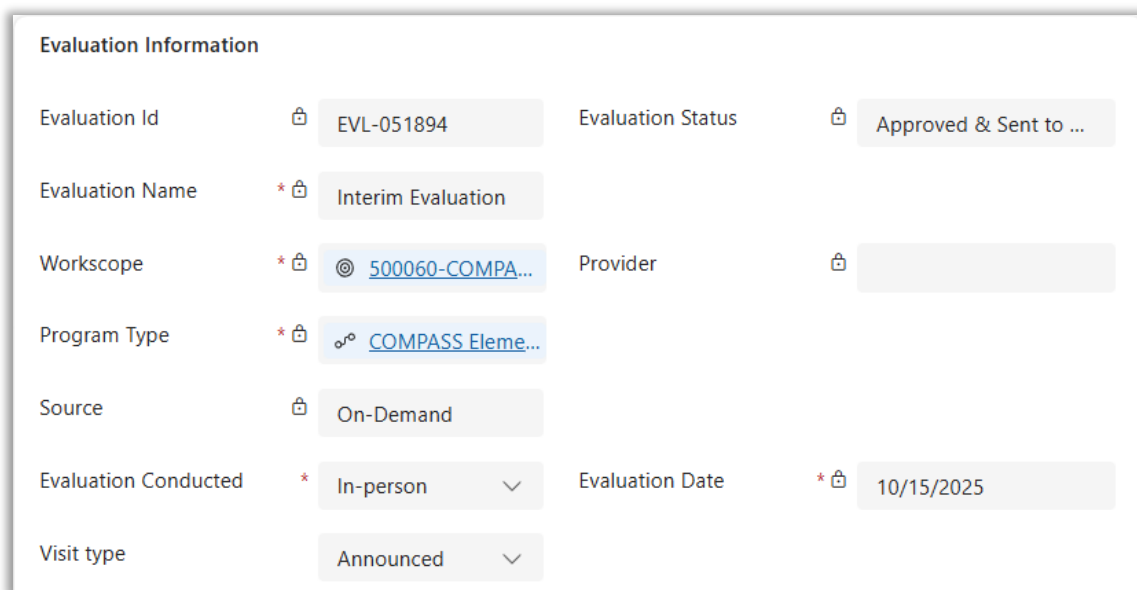 Evaluation Information
Evaluation Id EVL-051894 Evaluation Status Approved & Sent to ...
Evaluation Name * Interim Evaluation
Workscope * 500060-COMPA... Provider
Program Type * COMPASS Eleme...
Source On-Demand
Evaluation Conducted * In-person Evaluation Date * 10/15/2025
Visit type Announced